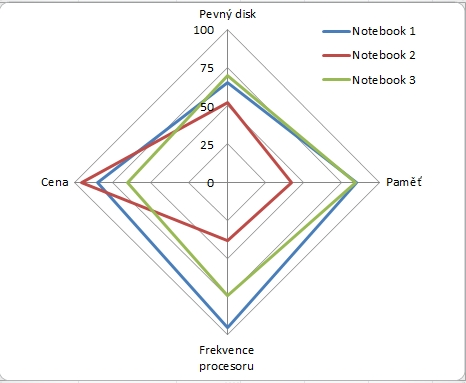 Pevný disk
100
75
50
25
0
Notebook 1
Notebook 2
Notebook 3
Cena
Paměť
Frekvence
procesoru